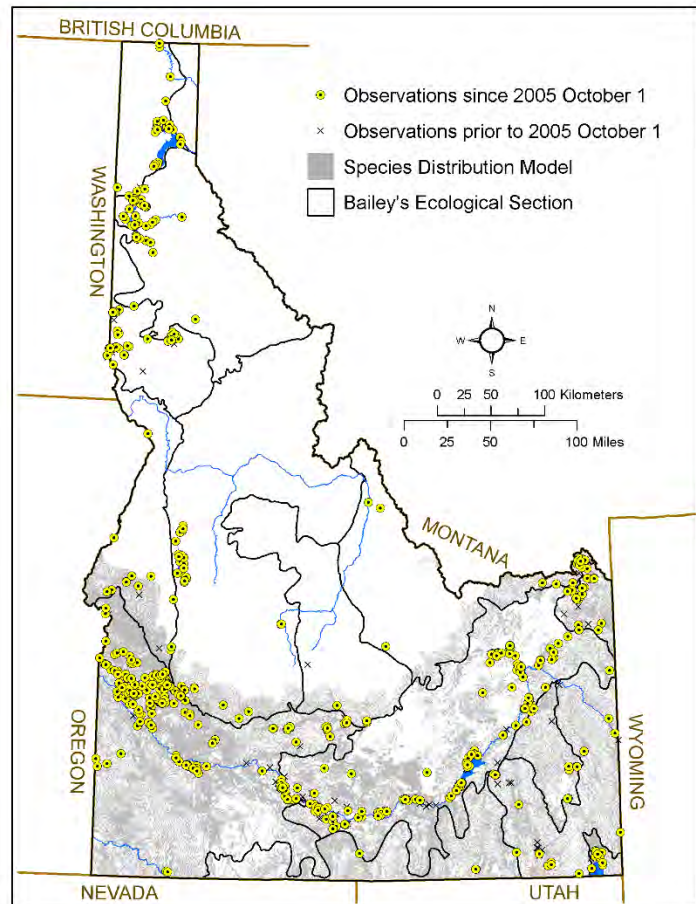 BRITISH COLUMBIA
Observations since 2005 October 1
Observations prior to 2005 October 1
Species Distribution Model
Bailey's Ecological Section
WASHINGTON
N
W E
S
0 25 50 100 Kilometers
0 25 50 100 Miles
MONTANA
OREGON
WYOMING
NEVADA
UTAH